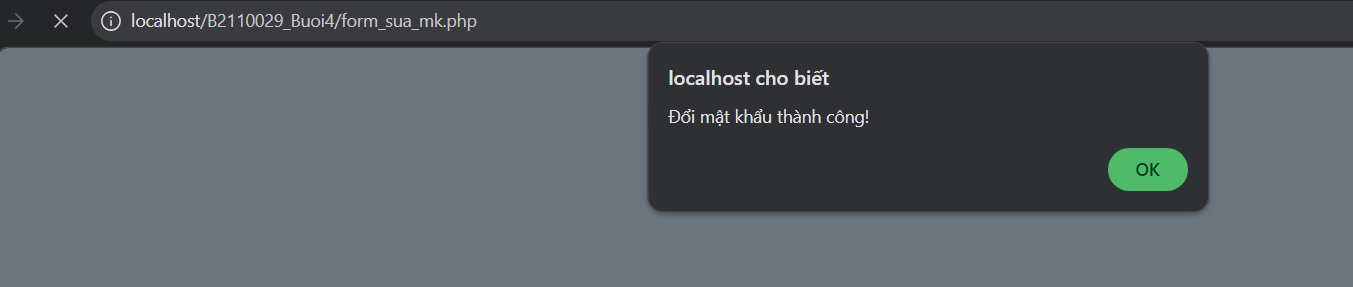 localhost/B2110029_Buoi4/form_sua_mk.php
localhost cho biết
Đổi mật khẩu thành công!
OK